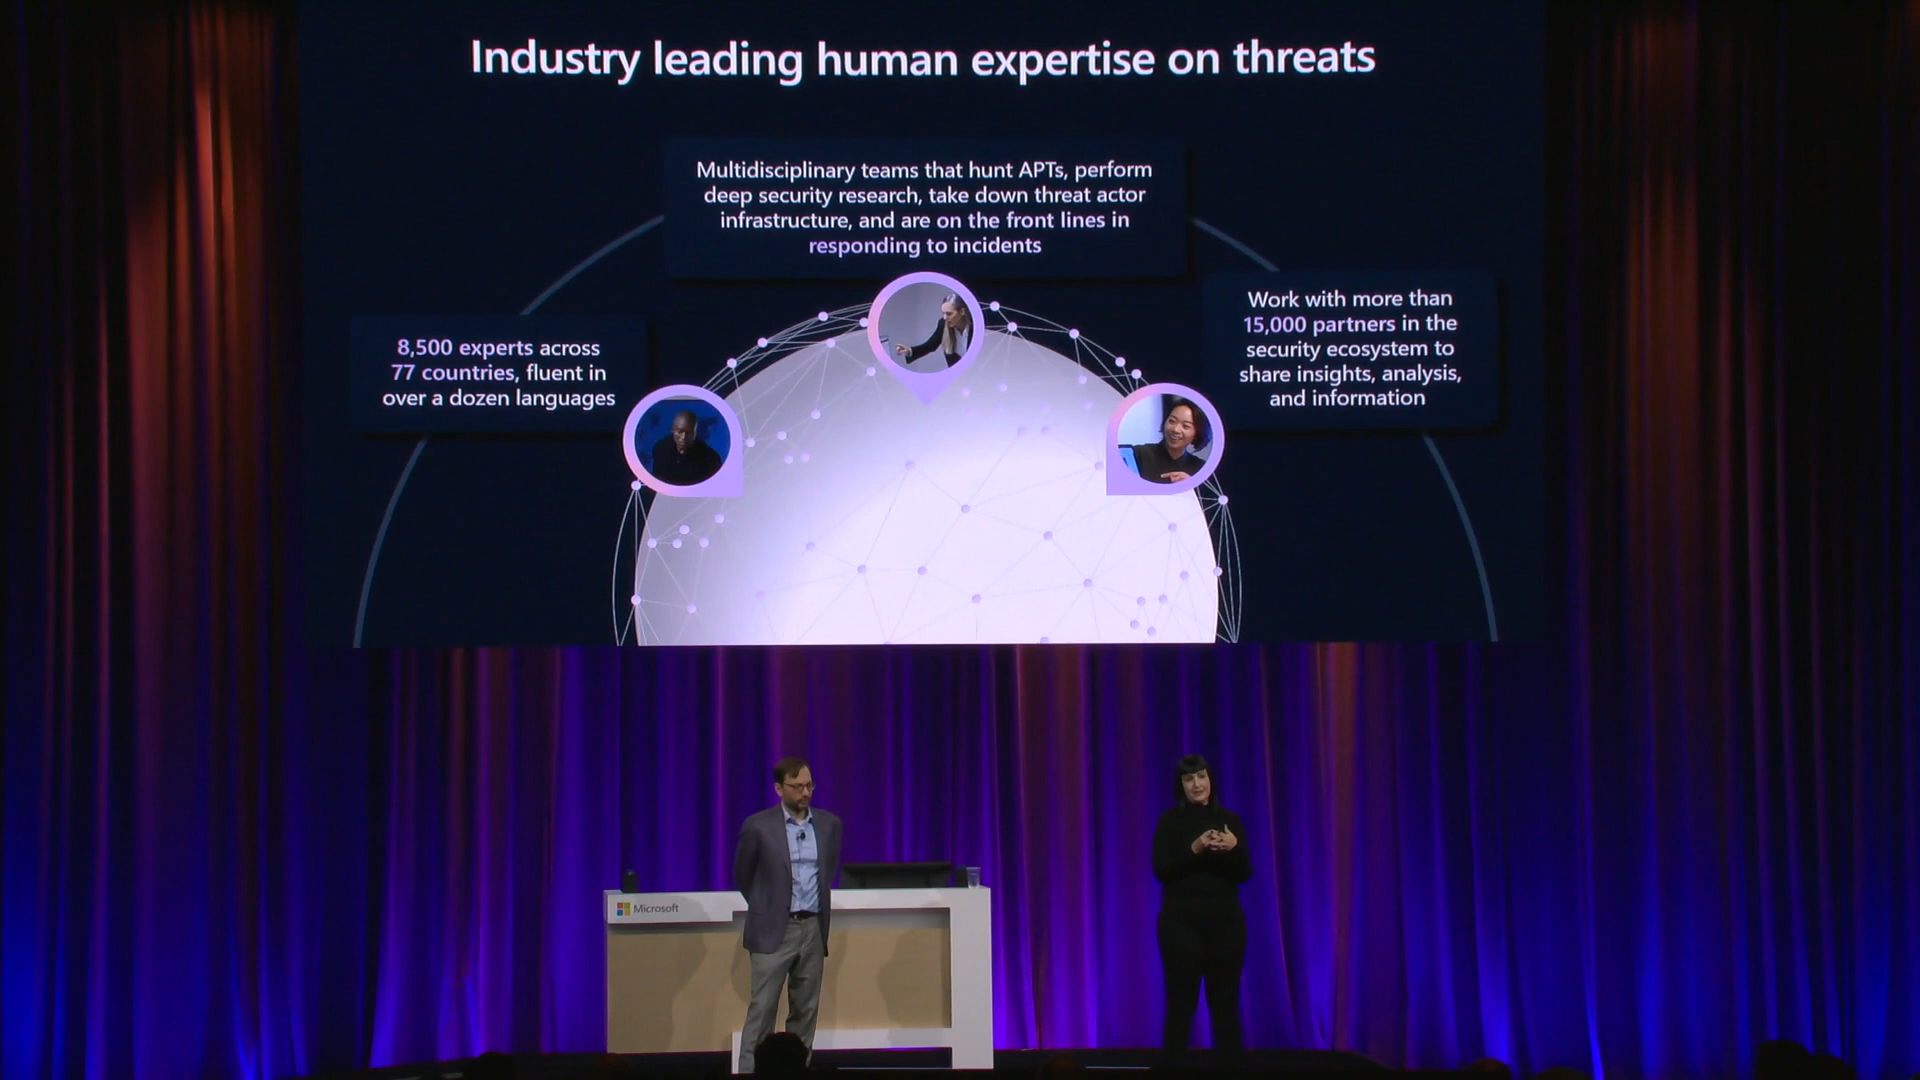 Industry leading human expertise on threats
Multidisciplinary teams that hunt APTs, perform
deep security research, take down threat actor
infrastructure, and are on the front lines in
responding to incidents
8,500 experts across
77 countries, fluent in
over a dozen languages
Work with more than
15,000 partners in the
security ecosystem to
share insights, analysis,
and information
Microsoft